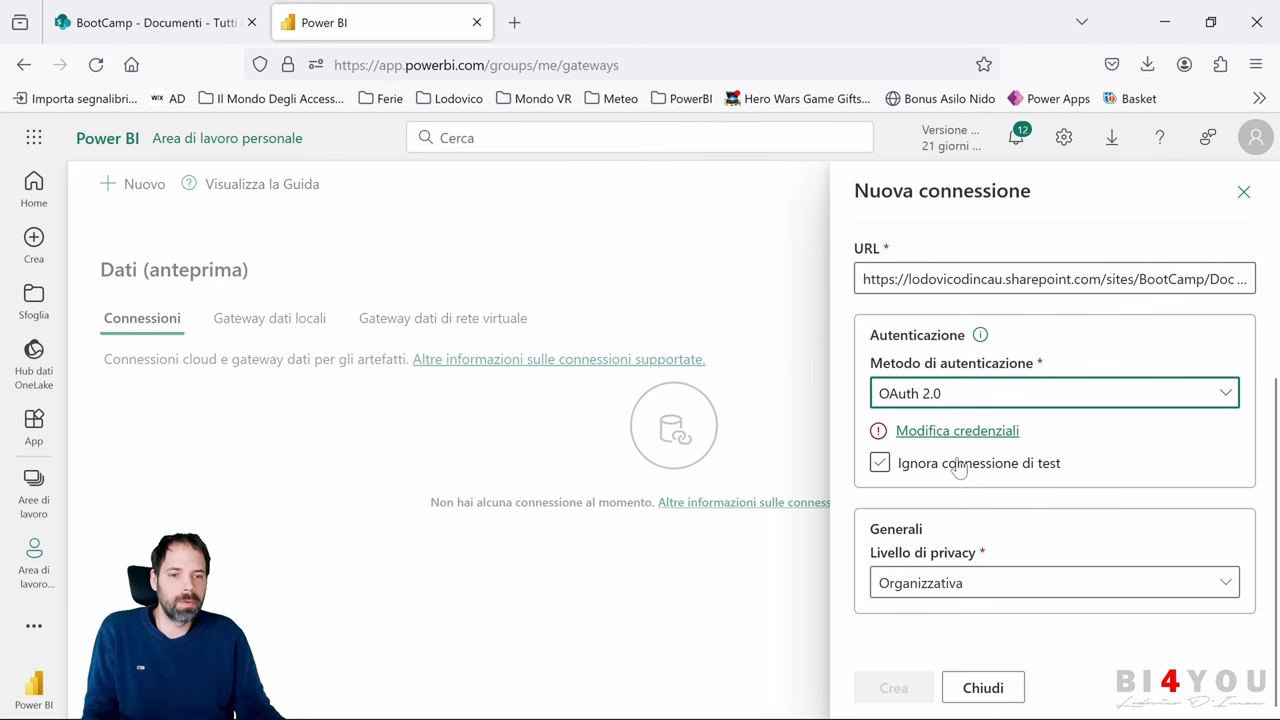 BootCamp - Documenti - Tutti
Power BI
https://app.powerbi.com/groups/me/gateways
Importa segnalibri...
WiX AD
Il Mondo Degli Access...
Ferie
Lodovico
Mondo VR
Meteo
PowerBI
Hero Wars Game Gifts...
Bonus Asilo Nido
Power Apps
Basket
Power BI
Area di lavoro personale
Cerca
Versione ...
21 giorni ...
12
Home
Crea
Sfoglia
Hub dati
OneLake
App
Aree di
lavoro
Area di
lavoro...
Power BI
Nuovo
Visualizza la Guida
Dati (anteprima)
Connessioni
Gateway dati locali
Gateway dati di rete virtuale
Connessioni cloud e gateway dati per gli artefatti. Altre informazioni sulle connessioni supportate.
Non hai alcuna connessione al momento. Altre informazioni sulle conness
Nuova connessione
URL *
https://lodovicodincau.sharepoint.com/sites/BootCamp/Doc ...
Autenticazione
Metodo di autenticazione *
OAuth 2.0
Modifica credenziali
Ignora connessione di test
Generali
Livello di privacy *
Organizzativa
Crea
Chiudi
BI4YOU
Lodovico D'Incau